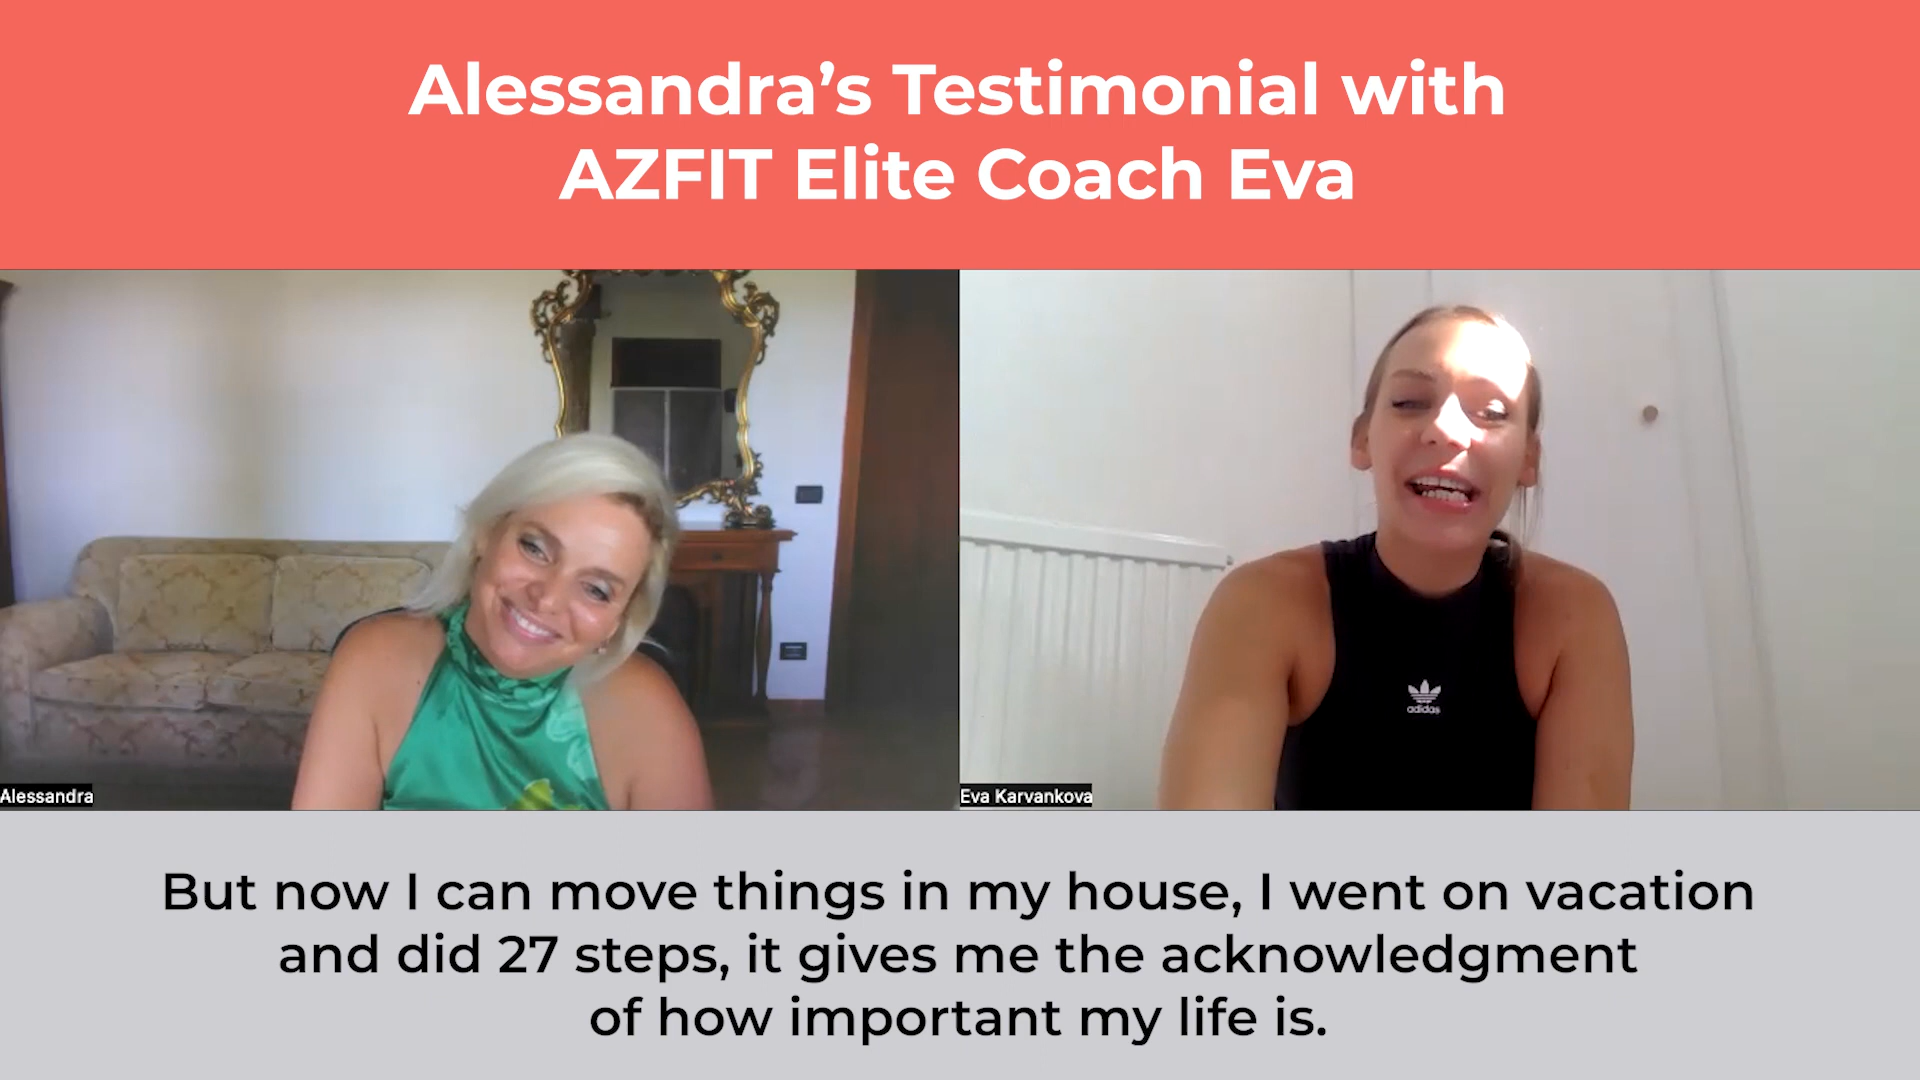 Alessandra’s Testimonial with
AZFIT Elite Coach Eva
adidas
Alessandra
Eva Karvankova
But now I can move things in my house, I went on vacation
and did 27 steps, it gives me the acknowledgment
of how important my life is.